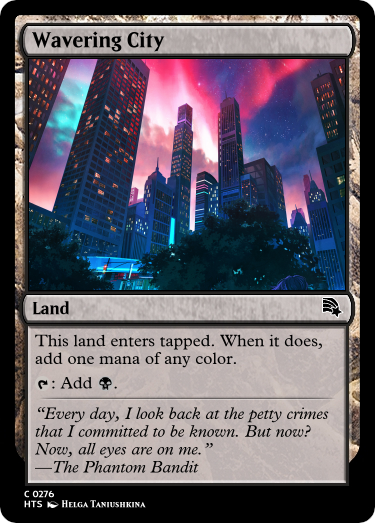 Wavering City
Land
This land enters tapped. When it does,
add one mana of any color.
: Add .
“Every day, I look back at the petty crimes
that I committed to be known. But now?
Now, all eyes are on me.”
—The Phantom Bandit
C 0276
HTS Helga Taniushkina